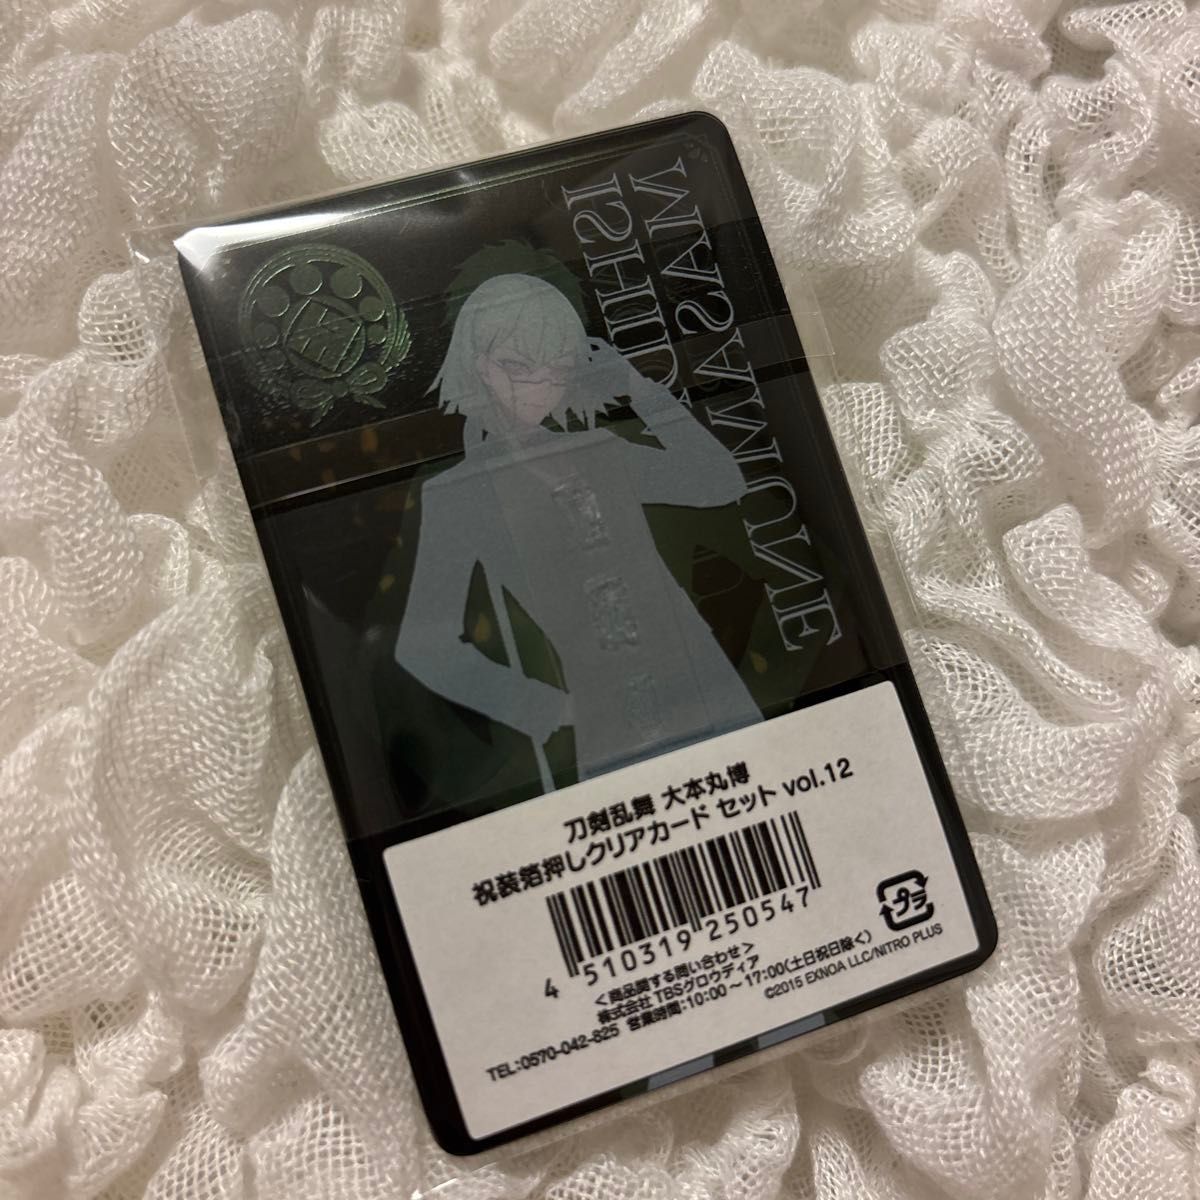 ISHIDA
MASAMUNE
刀剣乱舞 大本丸博
祝装箔押しクリアカード セット vol.12
4 510319 250547
プラ
<商品関する問い合わせ>
株式会社 TBSグロウディア
TEL:0570-042-825 営業時間:10:00～17:00(土日祝日除く)
©2015 EXNOA LLC/NITRO PLUS